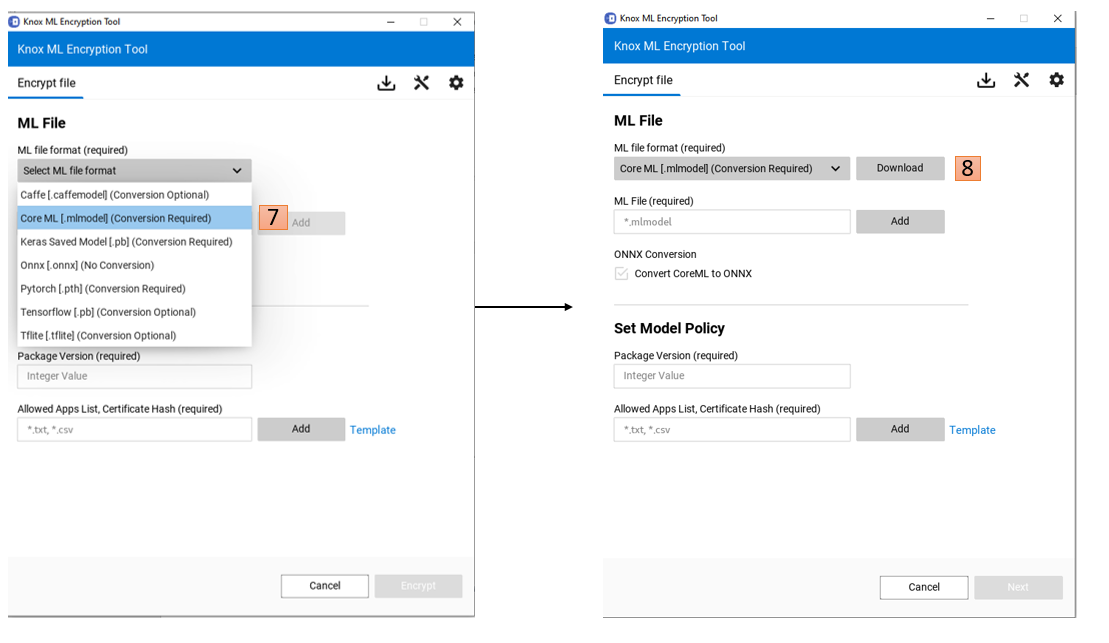 Knox ML Encryption Tool
Knox ML Encryption Tool
Encrypt file
ML File
ML file format (required)
Select ML file format
Caffe [.caffemodel] (Conversion Optional)
Core ML [.mlmodel] (Conversion Required)
7
Add
Keras Saved Model [.pb] (Conversion Required)
Onnx [.onnx] (No Conversion)
Pytorch [.pth] (Conversion Required)
Tensorflow [.pb] (Conversion Optional)
Tflite [.tflite] (Conversion Optional)
Package Version (required)
Integer Value
Allowed Apps List, Certificate Hash (required)
*.txt, *.csv
Add
Template
Cancel
Encrypt
Knox ML Encryption Tool
Knox ML Encryption Tool
Encrypt file
ML File
ML file format (required)
Core ML [.mlmodel] (Conversion Required)
Download
8
ML File (required)
*.mlmodel
Add
ONNX Conversion
Convert CoreML to ONNX
Set Model Policy
Package Version (required)
Integer Value
Allowed Apps List, Certificate Hash (required)
*.txt, *.csv
Add
Template
Cancel
Next